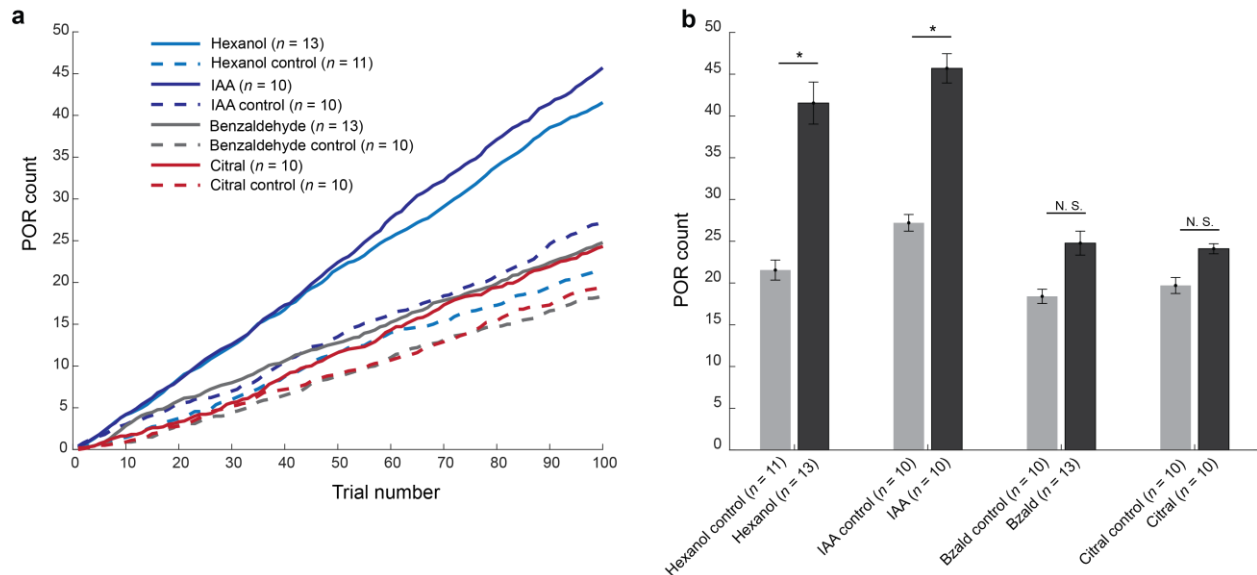 a
50
45
40
35
30
25
20
15
10
5
0
POR count
Hexanol (n = 13)
Hexanol control (n = 11)
IAA (n = 10)
IAA control (n = 10)
Benzaldehyde (n = 13)
Benzaldehyde control (n = 10)
Citral (n = 10)
Citral control (n = 10)
0 10 20 30 40 50 60 70 80 90 100
Trial number
b
50
45
40
35
30
25
20
15
10
5
0
POR count
*
*
N. S.
N. S.
Hexanol control (n = 11)
Hexanol (n = 13)
IAA control (n = 10)
IAA (n = 10)
Bzald control (n = 10)
Bzald (n = 13)
Citral control (n = 10)
Citral (n = 10)